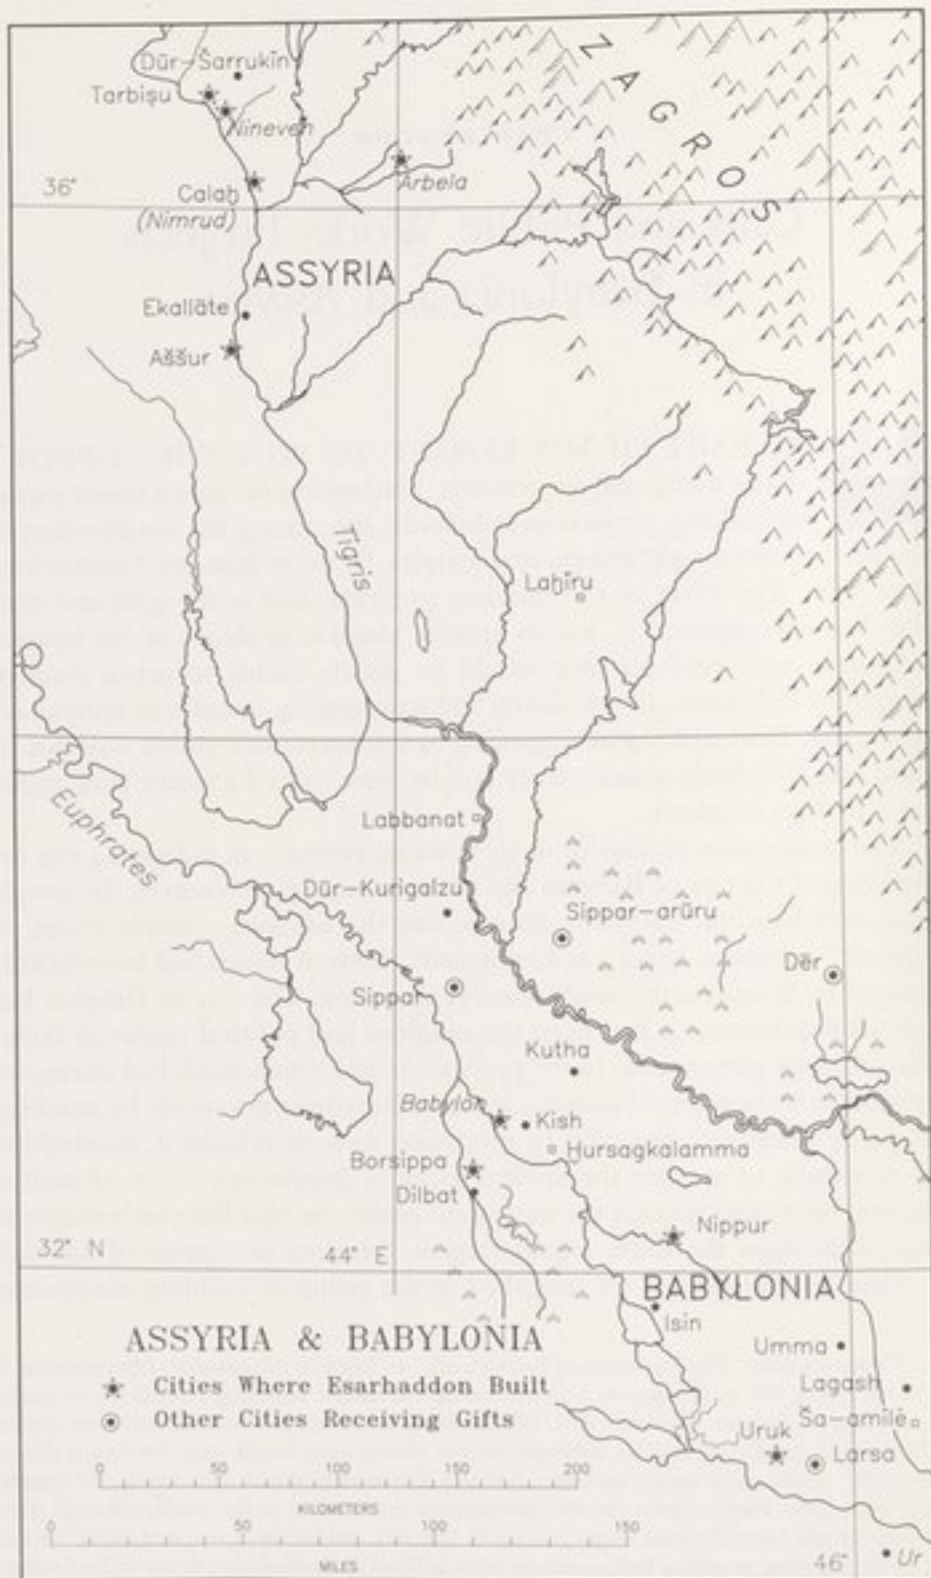 ZAGROS
Dūr-Šarrukīn
Tarbiṣu
Nineveh
Arbela
36°
Calaḫ
(Nimrud)
ASSYRIA
Ekallāte
Aššur
Tigris
Laḫīru
Euphrates
Labbanat
Dūr-Kurigalzu
Sippar-arūru
Dēr
Sippar
Kutha
Babylon
Kish
Ḫursagkalamma
Borsippa
Dilbat
Nippur
32° N
44° E
BABYLONIA
Isin
ASSYRIA & BABYLONIA
Umma
Cities Where Esarhaddon Built
Lagash
Other Cities Receiving Gifts
Ša-amīlē
Uruk
Larsa
0 50 100 150 200
KILOMETERS
0 50 100 150
MILES
46°
Ur